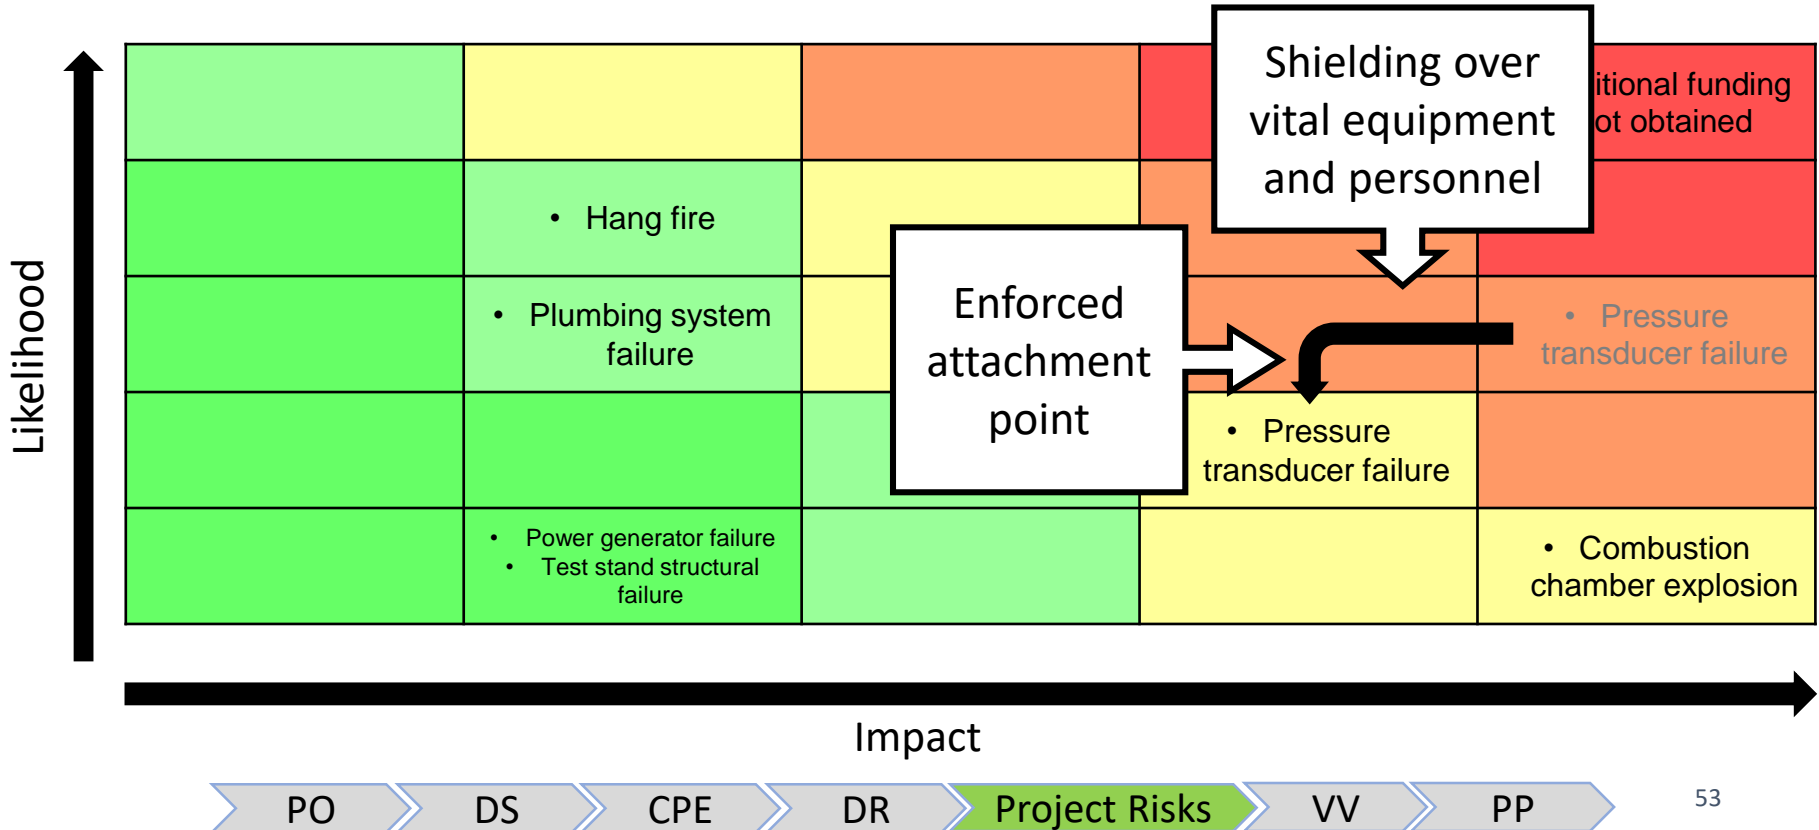 Shielding over
vital equipment
and personnel
itional funding
ot obtained
• Hang fire
Enforced
attachment
point
• Plumbing system
failure
• Pressure
transducer failure
• Pressure
transducer failure
• Power generator failure
• Test stand structural
failure
• Combustion
chamber explosion
Likelihood
Impact
PO
DS
CPE
DR
Project Risks
VV
PP
53